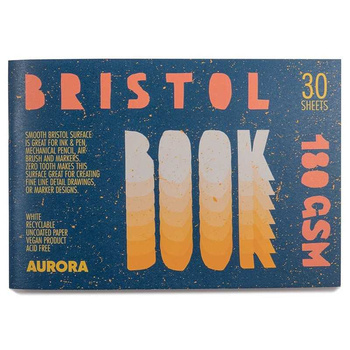 BRISTOL
30
SHEETS
SMOOTH BRISTOL SURFACE
IS GREAT FOR INK & PEN,
MECHANICAL PENCIL, AIR-
BRUSH AND MARKERS.
ZERO TOOTH MAKES THIS
SURFACE GREAT FOR CREATING
FINE LINE DETAIL DRAWINGS,
OR MARKER DESIGNS.
BOOK
180 GSM
WHITE
RECYCLABLE
UNCOATED PAPER
VEGAN PRODUCT
ACID FREE
AURORA